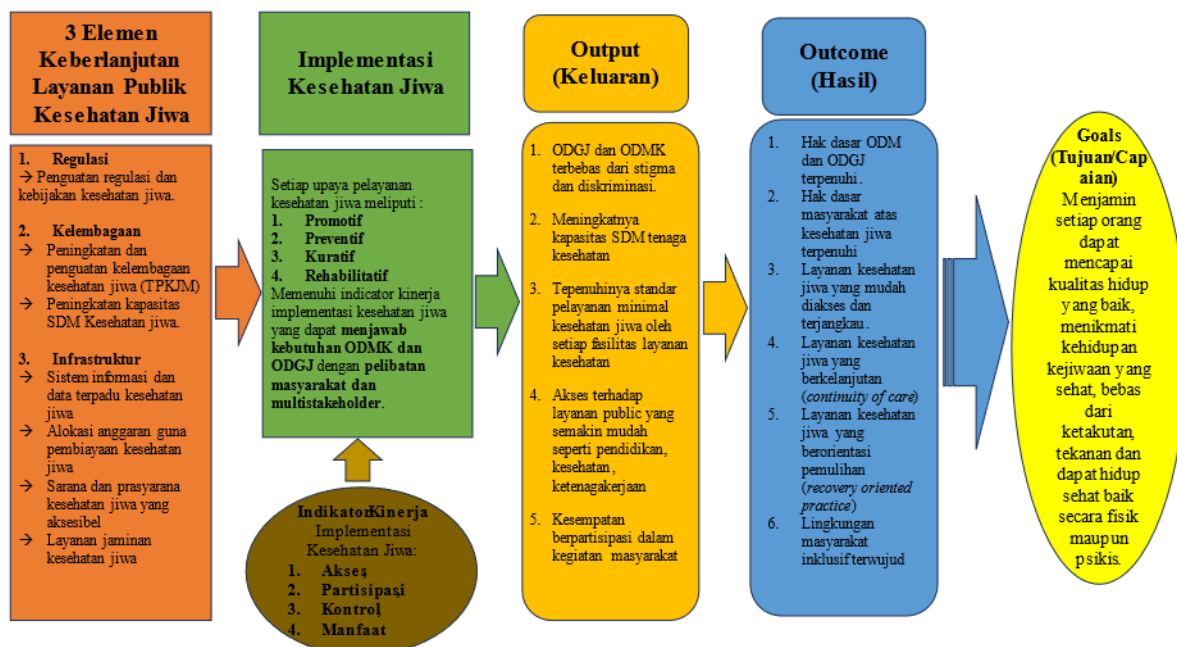 3 Elemen
Keberlanjutan
Layanan Publik
Kesehatan Jiwa
1. Regulasi
→ Penguatan regulasi dan
kebijakan kesehatan jiwa.
2. Kelembagaan
→ Peningkatan dan
penguatan kelembagaan
kesehatan jiwa (TPKJM)
→ Peningkatan kapasitas
SDM Kesehatan jiwa.
3. Infrastruktur
→ Sistem informasi dan
data terpadu kesehatan
jiwa
→ Alokasi anggaran guna
pembiayaan kesehatan
jiwa
→ Sarana dan prasyarana
kesehatan jiwa yang
aksesibel
→ Layanan jaminan
kesehatan jiwa
Implementasi
Kesehatan Jiwa
Setiap upaya pelayanan
kesehatan jiwa meliputi :
1. Promotif
2. Preventif
3. Kuratif
4. Rehabilitatif
Memenuhi indicator kinerja
implementasi kesehatan jiwa
yang dapat menjawab
kebutuhan ODMK dan
ODGJ dengan pelibatan
masyarakat dan
multistakeholder.
Indikator Kinerja
Implementasi
Kesehatan Jiwa:
1. Akses,
2. Partisipasi,
3. Kontrol,
4. Manfaat
Output
(Keluaran)
1. ODGJ dan ODMK
terbebas dari stigma
dan diskriminasi.
2. Meningkatnya
kapasitas SDM tenaga
kesehatan
3. Tepenuhinya standar
pelayanan minimal
kesehatan jiwa oleh
setiap fasilitas layanan
kesehatan
4. Akses terhadap
layanan public yang
semakin mudah
seperti pendidikan,
kesehatan,
ketenagakerjaan
5. Kesempatan
berpartisipasi dalam
kegiatan masyarakat
Outcome
(Hasil)
1. Hak dasar ODM
dan ODGJ
terpenuhi.
2. Hak dasar
masyarakat atas
kesehatan jiwa
terpenuhi
3. Layanan kesehatan
jiwa yang mudah
diakses dan
terjangkau.
4. Layanan kesehatan
jiwa yang
berkelanjutan
(continuity of care)
5. Layanan kesehatan
jiwa yang
berorientasi
pemulihan
(recovery oriented
practice)
6. Lingkungan
masyarakat
inklusif terwujud
Goals
(Tujuan/Cap
aian)
Menjamin
setiap orang
dapat
mencapai
kualitas hidup
yang baik,
menikmati
kehidupan
kejiwaan yang
sehat, bebas
dari
ketakutan,
tekanan dan
dapat hidup
sehat baik
secara fisik
maupun
psikis.